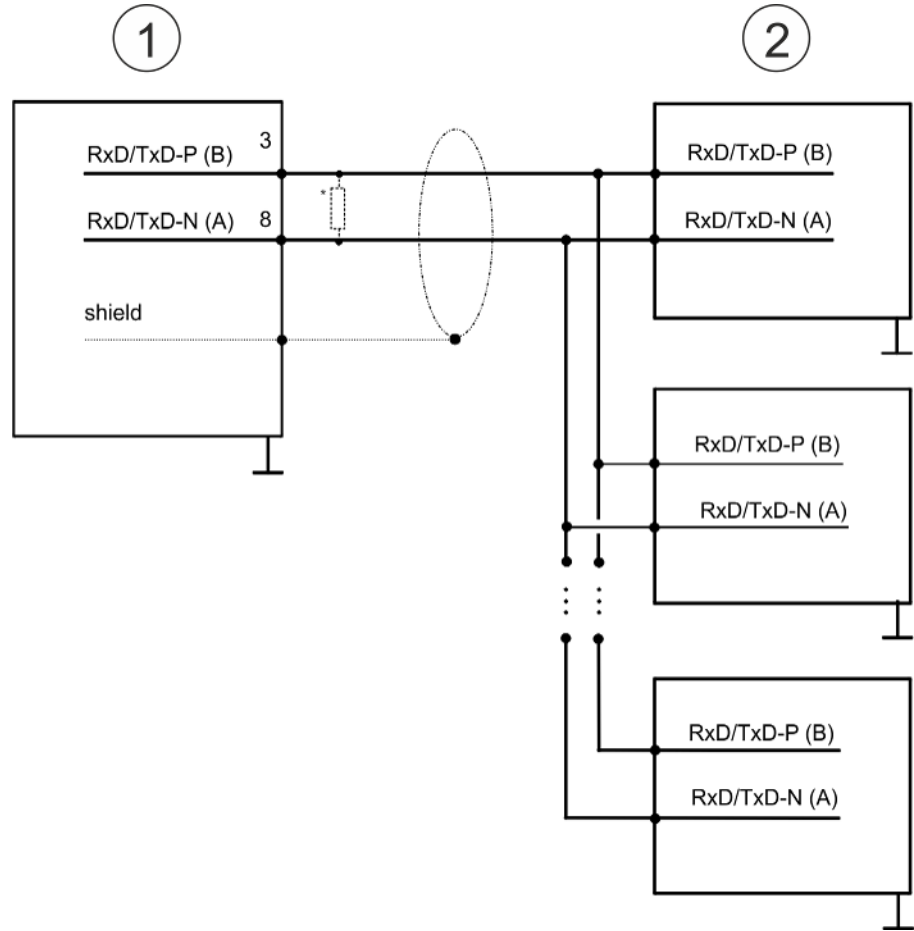 1
2
RxD/TxD-P (B)
3
RxD/TxD-N (A)
8
shield
*
RxD/TxD-P (B)
RxD/TxD-N (A)
RxD/TxD-P (B)
RxD/TxD-N (A)
RxD/TxD-P (B)
RxD/TxD-N (A)